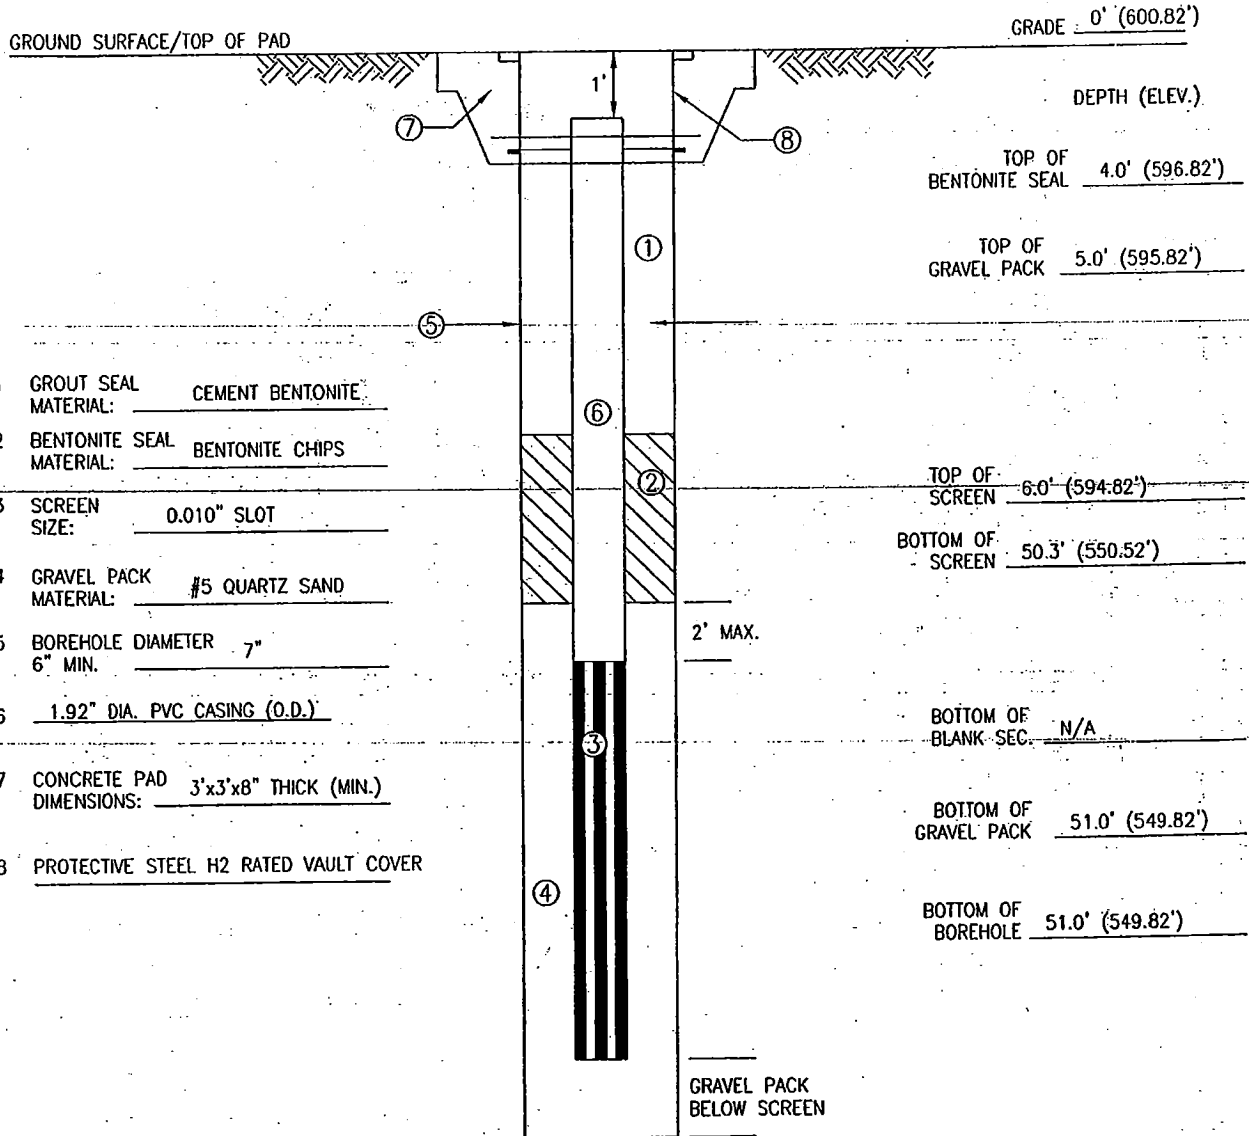 GROUND SURFACE/TOP OF PAD
GRADE 0' (600.82')
DEPTH (ELEV.)
1'
7
8
TOP OF
BENTONITE SEAL 4.0' (596.82')
1
TOP OF
GRAVEL PACK 5.0' (595.82')
5
GROUT SEAL
MATERIAL: CEMENT BENTONITE
6
2 BENTONITE SEAL
MATERIAL: BENTONITE CHIPS
2
3 SCREEN
SIZE: 0.010" SLOT
TOP OF
SCREEN 6.0' (594.82')
BOTTOM OF
SCREEN 50.3' (550.52')
4 GRAVEL PACK
MATERIAL: #5 QUARTZ SAND
2' MAX.
5 BOREHOLE DIAMETER
6" MIN. 7"
6 1.92" DIA. PVC CASING (O.D.)
3
BOTTOM OF
BLANK SEC. N/A
7 CONCRETE PAD
DIMENSIONS: 3'x3'x8" THICK (MIN.)
BOTTOM OF
GRAVEL PACK 51.0' (549.82')
8 PROTECTIVE STEEL H2 RATED VAULT COVER
4
BOTTOM OF
BOREHOLE 51.0' (549.82')
GRAVEL PACK
BELOW SCREEN